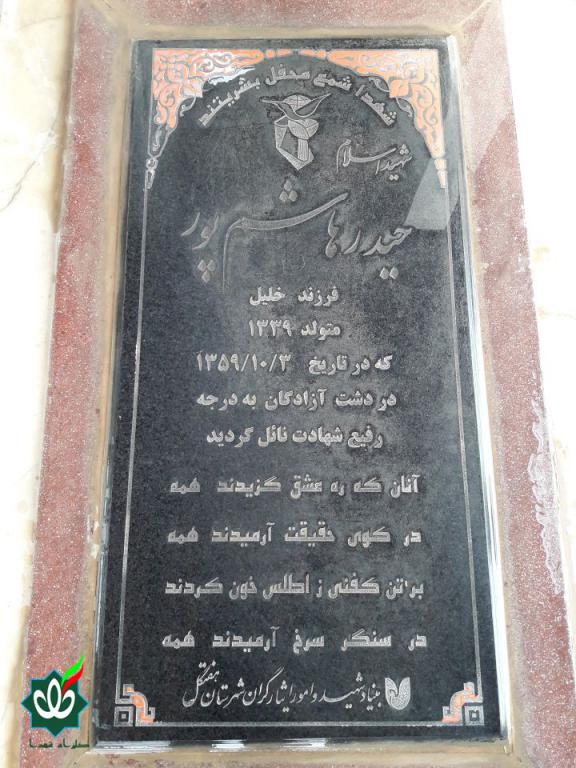 شهدا شمع محفل بشریتند
شهید اسلام
حیدر هاشم پور
فرزند خلیل
متولد ۱۳۳۹
که در تاریخ ۱۳۵۹/۱۰/۳
در دشت آزادگان به درجه
رفیع شهادت نائل گردید
آنان که ره عشق گزیدند همه
در کوی حقیقت آرمیدند همه
بر تن کفنی ز اطلس خون کردند
در سنگر سرخ آرمیدند همه
بنیاد شهید و امور ایثارگران شهرستان هفتکل